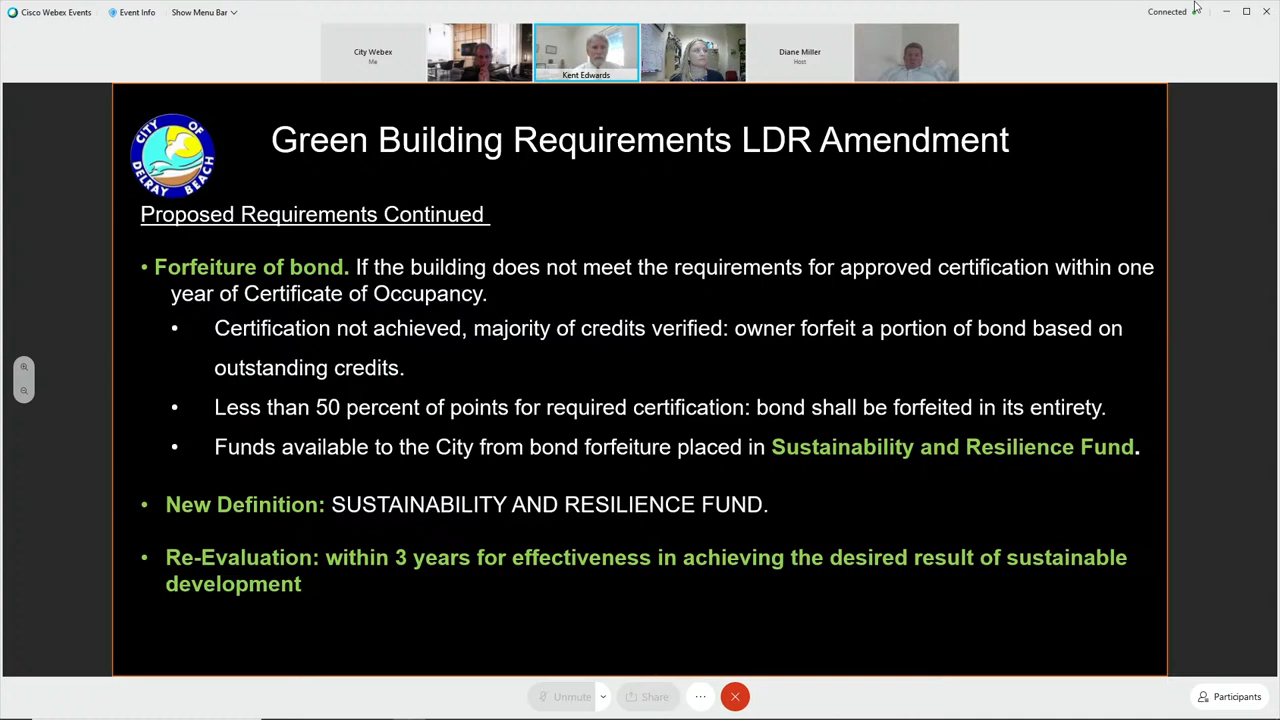 Cisco Webex Events
Event Info
Show Menu Bar
Connected
City Webex
Me
Kent Edwards
Diane Miller
Host
CITY OF
DELRAY BEACH
Green Building Requirements LDR Amendment
Proposed Requirements Continued
• Forfeiture of bond. If the building does not meet the requirements for approved certification within one
year of Certificate of Occupancy.
• Certification not achieved, majority of credits verified: owner forfeit a portion of bond based on
outstanding credits.
• Less than 50 percent of points for required certification: bond shall be forfeited in its entirety.
• Funds available to the City from bond forfeiture placed in Sustainability and Resilience Fund.
• New Definition: SUSTAINABILITY AND RESILIENCE FUND.
• Re-Evaluation: within 3 years for effectiveness in achieving the desired result of sustainable
development
Unmute
Share
Participants